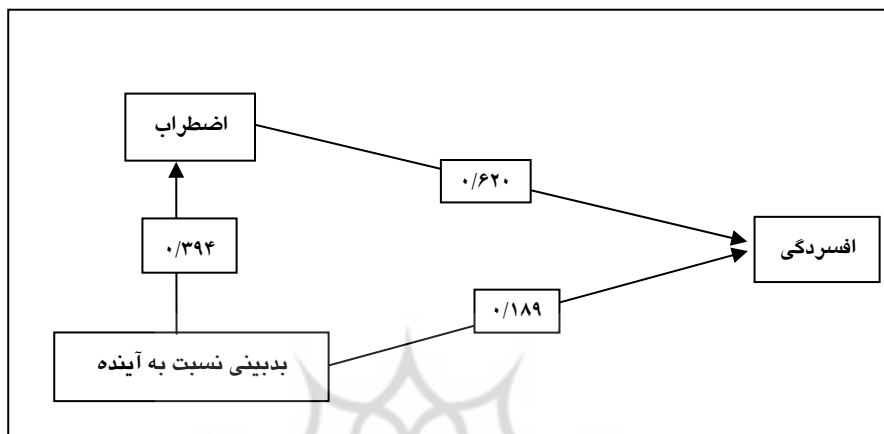 اضطراب
۰/۶۲۰
افسردگی
۰/۳۹۴
۰/۱۸۹
بدبینی نسبت به آینده